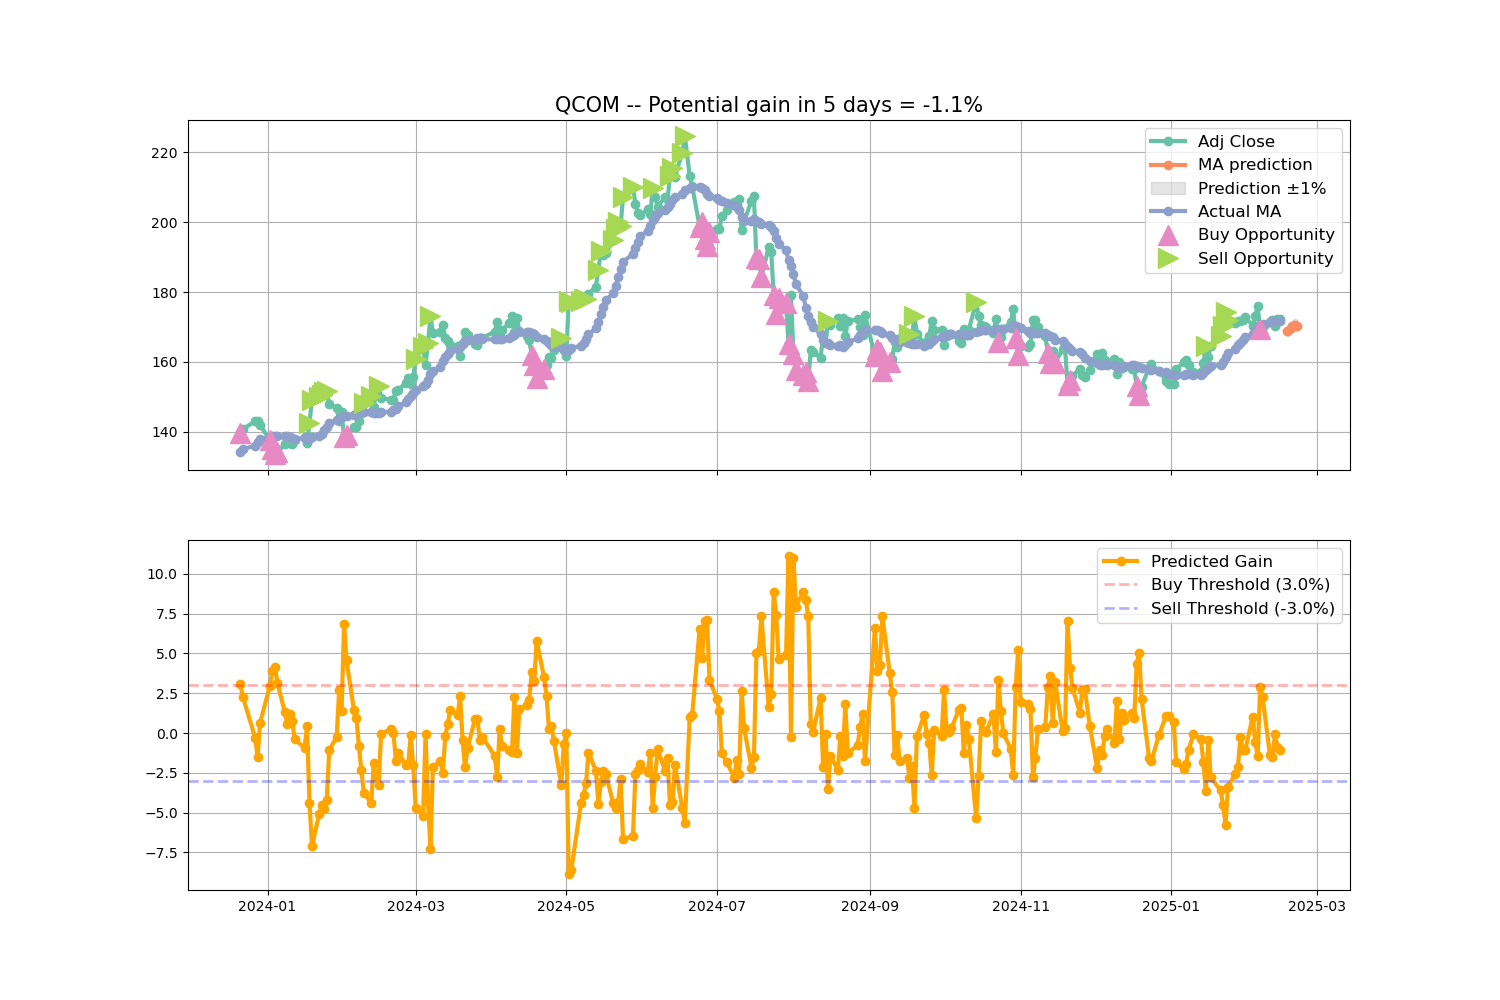 QCOM -- Potential gain in 5 days = -1.1%
220
200
180
160
140
Adj Close
MA prediction
Prediction ±1%
Actual MA
Buy Opportunity
Sell Opportunity
10.0
7.5
5.0
2.5
0.0
−2.5
−5.0
−7.5
Predicted Gain
Buy Threshold (3.0%)
Sell Threshold (-3.0%)
2024-01
2024-03
2024-05
2024-07
2024-09
2024-11
2025-01
2025-03